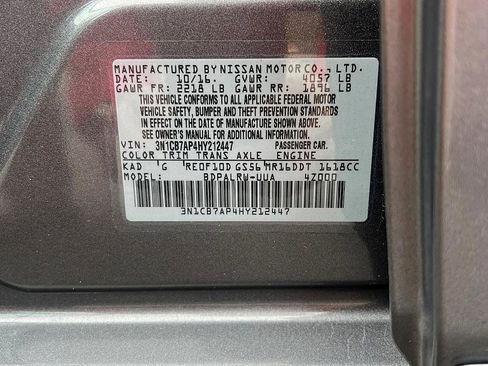 MANUFACTURED BY NISSAN MOTOR CO., LTD.
DATE: 10/16. GVWR: 4057 LB
GAWR FR: 2218 LB GAWR RR: 1896 LB
THIS VEHICLE CONFORMS TO ALL APPLICABLE FEDERAL MOTOR
VEHICLE SAFETY, BUMPER AND THEFT PREVENTION STANDARDS
IN EFFECT ON THE DATE OF MANUFACTURE SHOWN ABOVE.
SEE OWNER'S MANUAL FOR ADDITIONAL INFORMATION.
VIN: 3N1CB7AP4HY212447 PASSENGER CAR.
COLOR TRIM TRANS AXLE ENGINE
KAD G RE0F10D GS56 MR16DDT 1618CC
MODEL: BDPALRW-UUA 4Z000
3N1CB7AP4HY212447